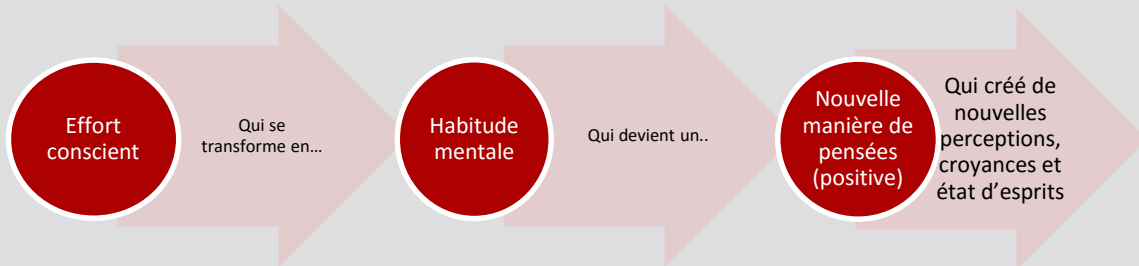 Effort
conscient
Qui se
transforme en…
Habitude
mentale
Qui devient un..
Nouvelle
manière de
pensées
(positive)
Qui créé de
nouvelles
perceptions,
croyances et
état d’esprits